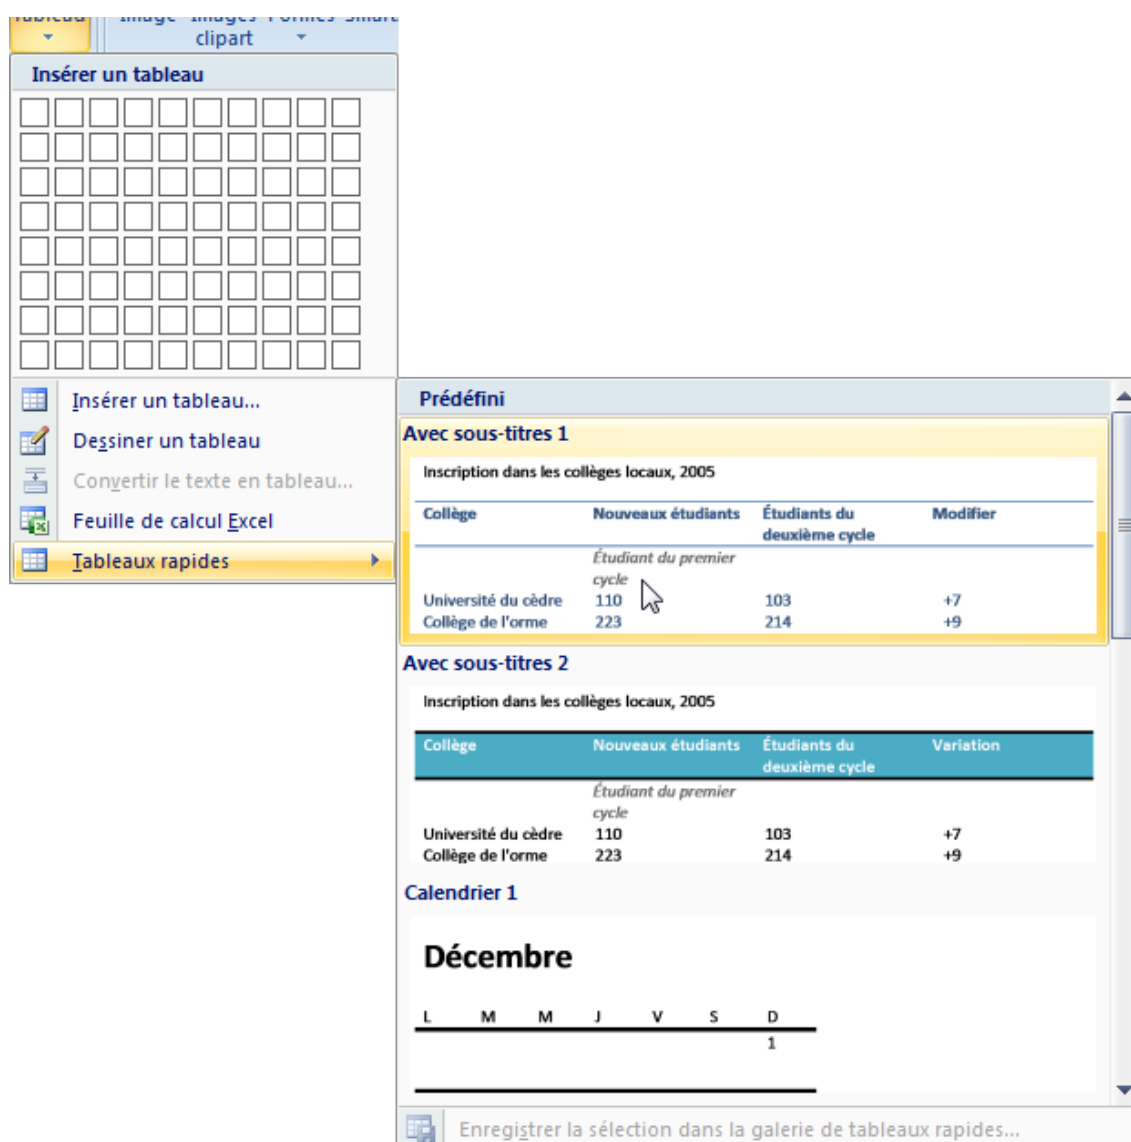 Tableau Image Images Formes
clipart
Insérer un tableau
Insérer un tableau...
Dessiner un tableau
Convertir le texte en tableau...
Feuille de calcul Excel
Tableaux rapides
Prédéfini
Avec sous-titres 1
Inscription dans les collèges locaux, 2005
Collège Nouveaux étudiants Étudiants du Modifier
deuxième cycle
Étudiant du premier
cycle
Université du cèdre 110 103 +7
Collège de l'orme 223 214 +9
Avec sous-titres 2
Inscription dans les collèges locaux, 2005
Collège Nouveaux étudiants Étudiants du Variation
deuxième cycle
Étudiant du premier
cycle
Université du cèdre 110 103 +7
Collège de l'orme 223 214 +9
Calendrier 1
Décembre
L M M J V S D
1
Enregistrer la sélection dans la galerie de tableaux rapides...